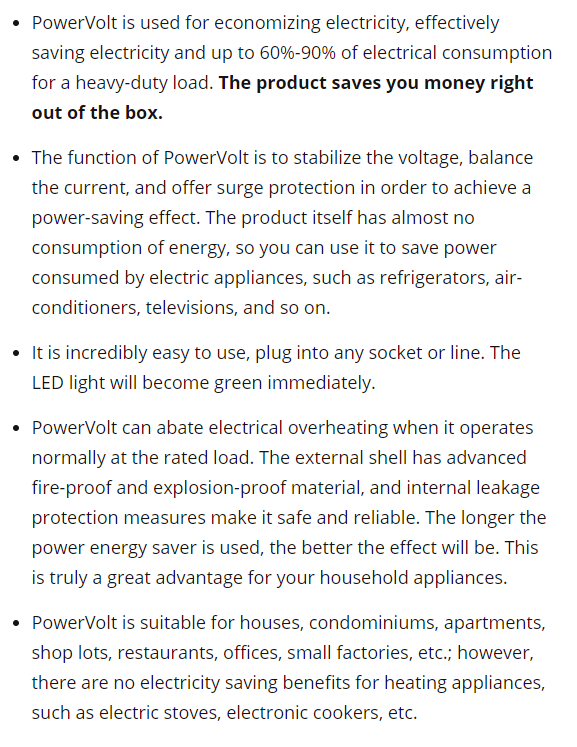 • PowerVolt is used for economizing electricity, effectively
saving electricity and up to 60%-90% of electrical consumption
for a heavy-duty load. The product saves you money right
out of the box.
• The function of PowerVolt is to stabilize the voltage, balance
the current, and offer surge protection in order to achieve a
power-saving effect. The product itself has almost no
consumption of energy, so you can use it to save power
consumed by electric appliances, such as refrigerators, air-
conditioners, televisions, and so on.
• It is incredibly easy to use, plug into any socket or line. The
LED light will become green immediately.
• PowerVolt can abate electrical overheating when it operates
normally at the rated load. The external shell has advanced
fire-proof and explosion-proof material, and internal leakage
protection measures make it safe and reliable. The longer the
power energy saver is used, the better the effect will be. This
is truly a great advantage for your household appliances.
• PowerVolt is suitable for houses, condominiums, apartments,
shop lots, restaurants, offices, small factories, etc.; however,
there are no electricity saving benefits for heating appliances,
such as electric stoves, electronic cookers, etc.